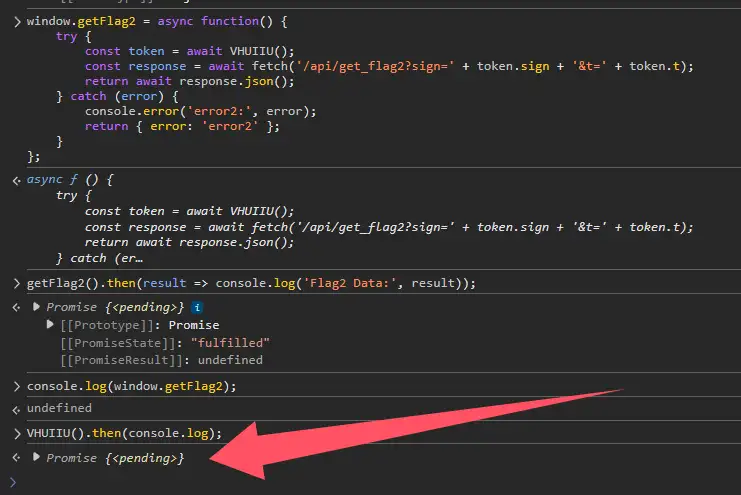 window.getFlag2 = async function() {
try {
const token = await VHUIIU();
const response = await fetch('/api/get_flag2?sign=' + token.sign + '&t=' + token.t);
return await response.json();
} catch (error) {
console.error('error2:', error);
return { error: 'error2' };
}
};
async ƒ () {
try {
const token = await VHUIIU();
const response = await fetch('/api/get_flag2?sign=' + token.sign + '&t=' + token.t);
return await response.json();
} catch (er…
getFlag2().then(result => console.log('Flag2 Data:', result));
Promise {<pending>} i
[[Prototype]]: Promise
[[PromiseState]]: "fulfilled"
[[PromiseResult]]: undefined
console.log(window.getFlag2);
undefined
VHUIIU().then(console.log);
Promise {<pending>}